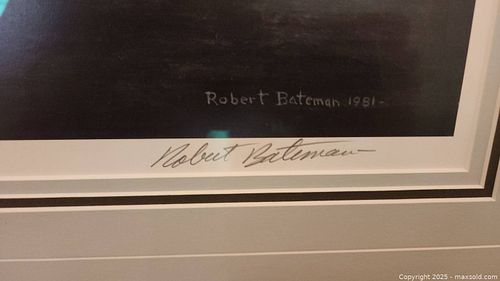 Robert Bateman 1981-
Robert Bateman
Copyright © 2025 - maxsold.com